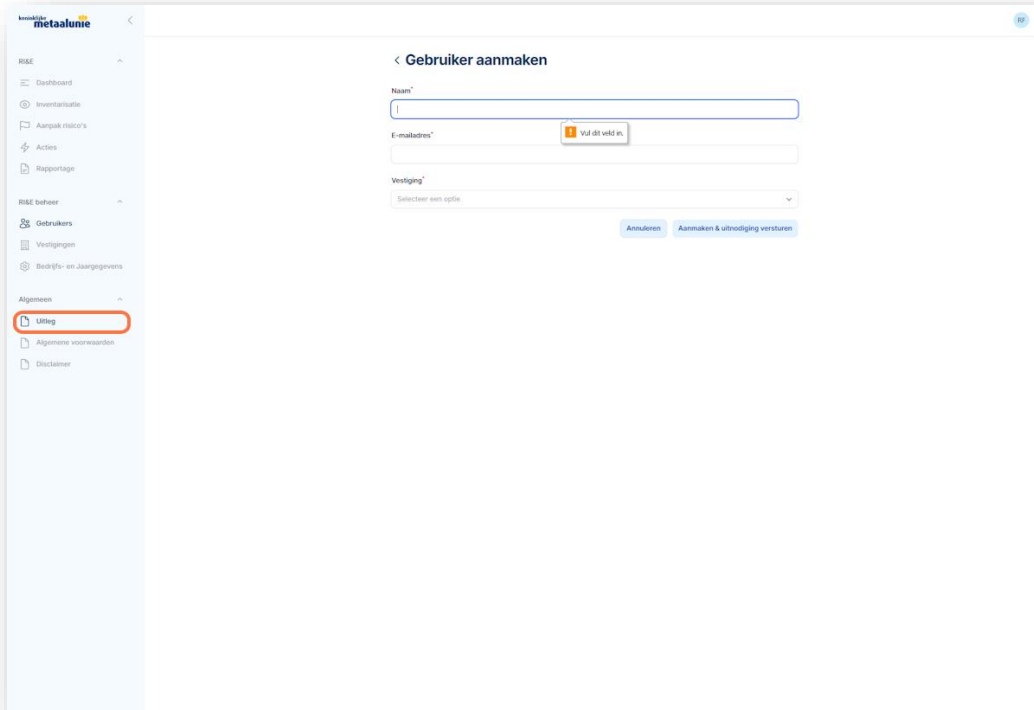 koninklijke
metaalunie
RF
RI&E
Dashboard
Inventarisatie
Aanpak risico's
Acties
Rapportage
RI&E beheer
Gebruikers
Vestigingen
Bedrijfs- en Jaargegevens
Algemeen
Uitleg
Algemene voorwaarden
Disclaimer
Gebruiker aanmaken
Naam*
Vul dit veld in.
E-mailadres*
Vestiging*
Selecteer een optie
Annuleren
Aanmaken & uitnodiging versturen